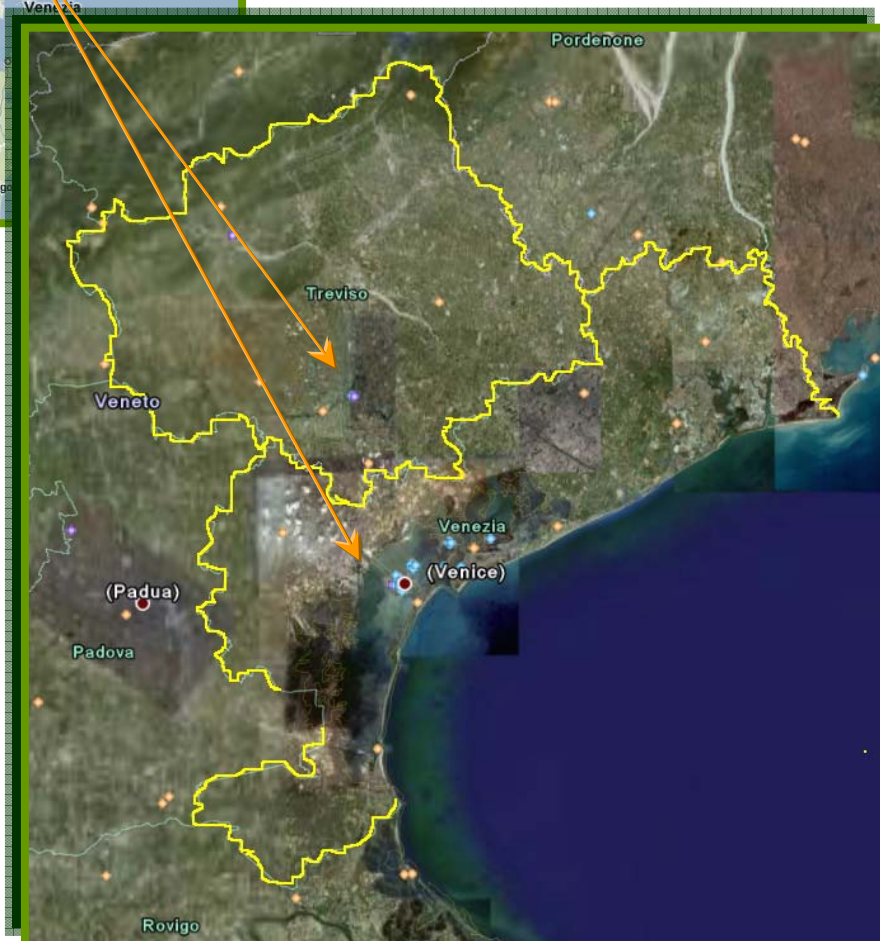 Venezia
Pordenone
Treviso
Veneto
Venezia
(Venice)
(Padua)
Padova
Rovigo